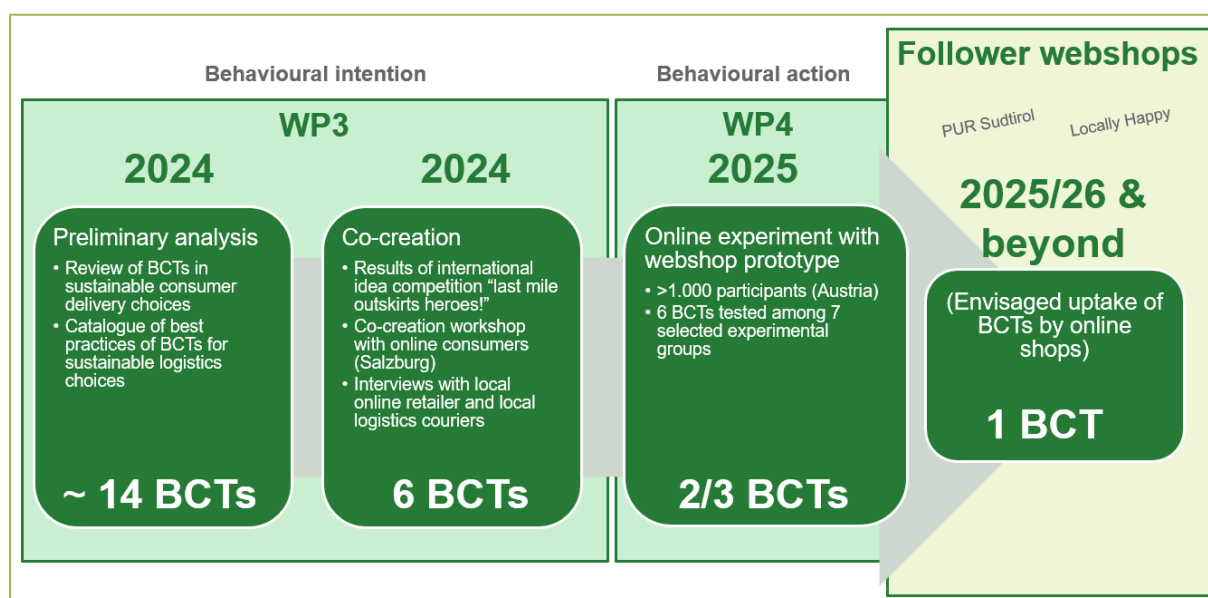 Behavioural intention
Behavioural action
Follower webshops
PUR Sudtirol
Locally Happy
WP3
WP4
2024
2024
2025
2025/26 &
beyond
Preliminary analysis
• Review of BCTs in
sustainable consumer
delivery choices
• Catalogue of best
practices of BCTs for
sustainable logistics
choices
~ 14 BCTs
Co-creation
• Results of international
idea competition “last mile
outskirts heroes!”
• Co-creation workshop
with online consumers
(Salzburg)
• Interviews with local
online retailer and local
logistics couriers
6 BCTs
Online experiment with
webshop prototype
• >1.000 participants (Austria)
• 6 BCTs tested among 7
selected experimental
groups
2/3 BCTs
(Envisaged uptake of
BCTs by online
shops)
1 BCT